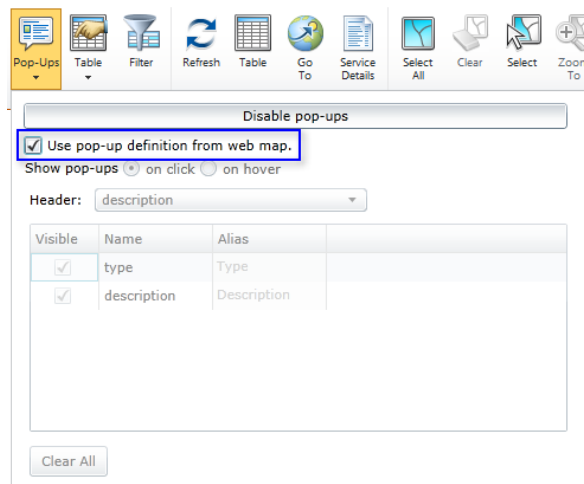 Pop-Ups Table Filter Refresh Table Go To Service Details Select All Clear Select Zoom To
Disable pop-ups
Use pop-up definition from web map.
Show pop-ups on click on hover
Header: description
Visible Name Alias
type Type
description Description
Clear All